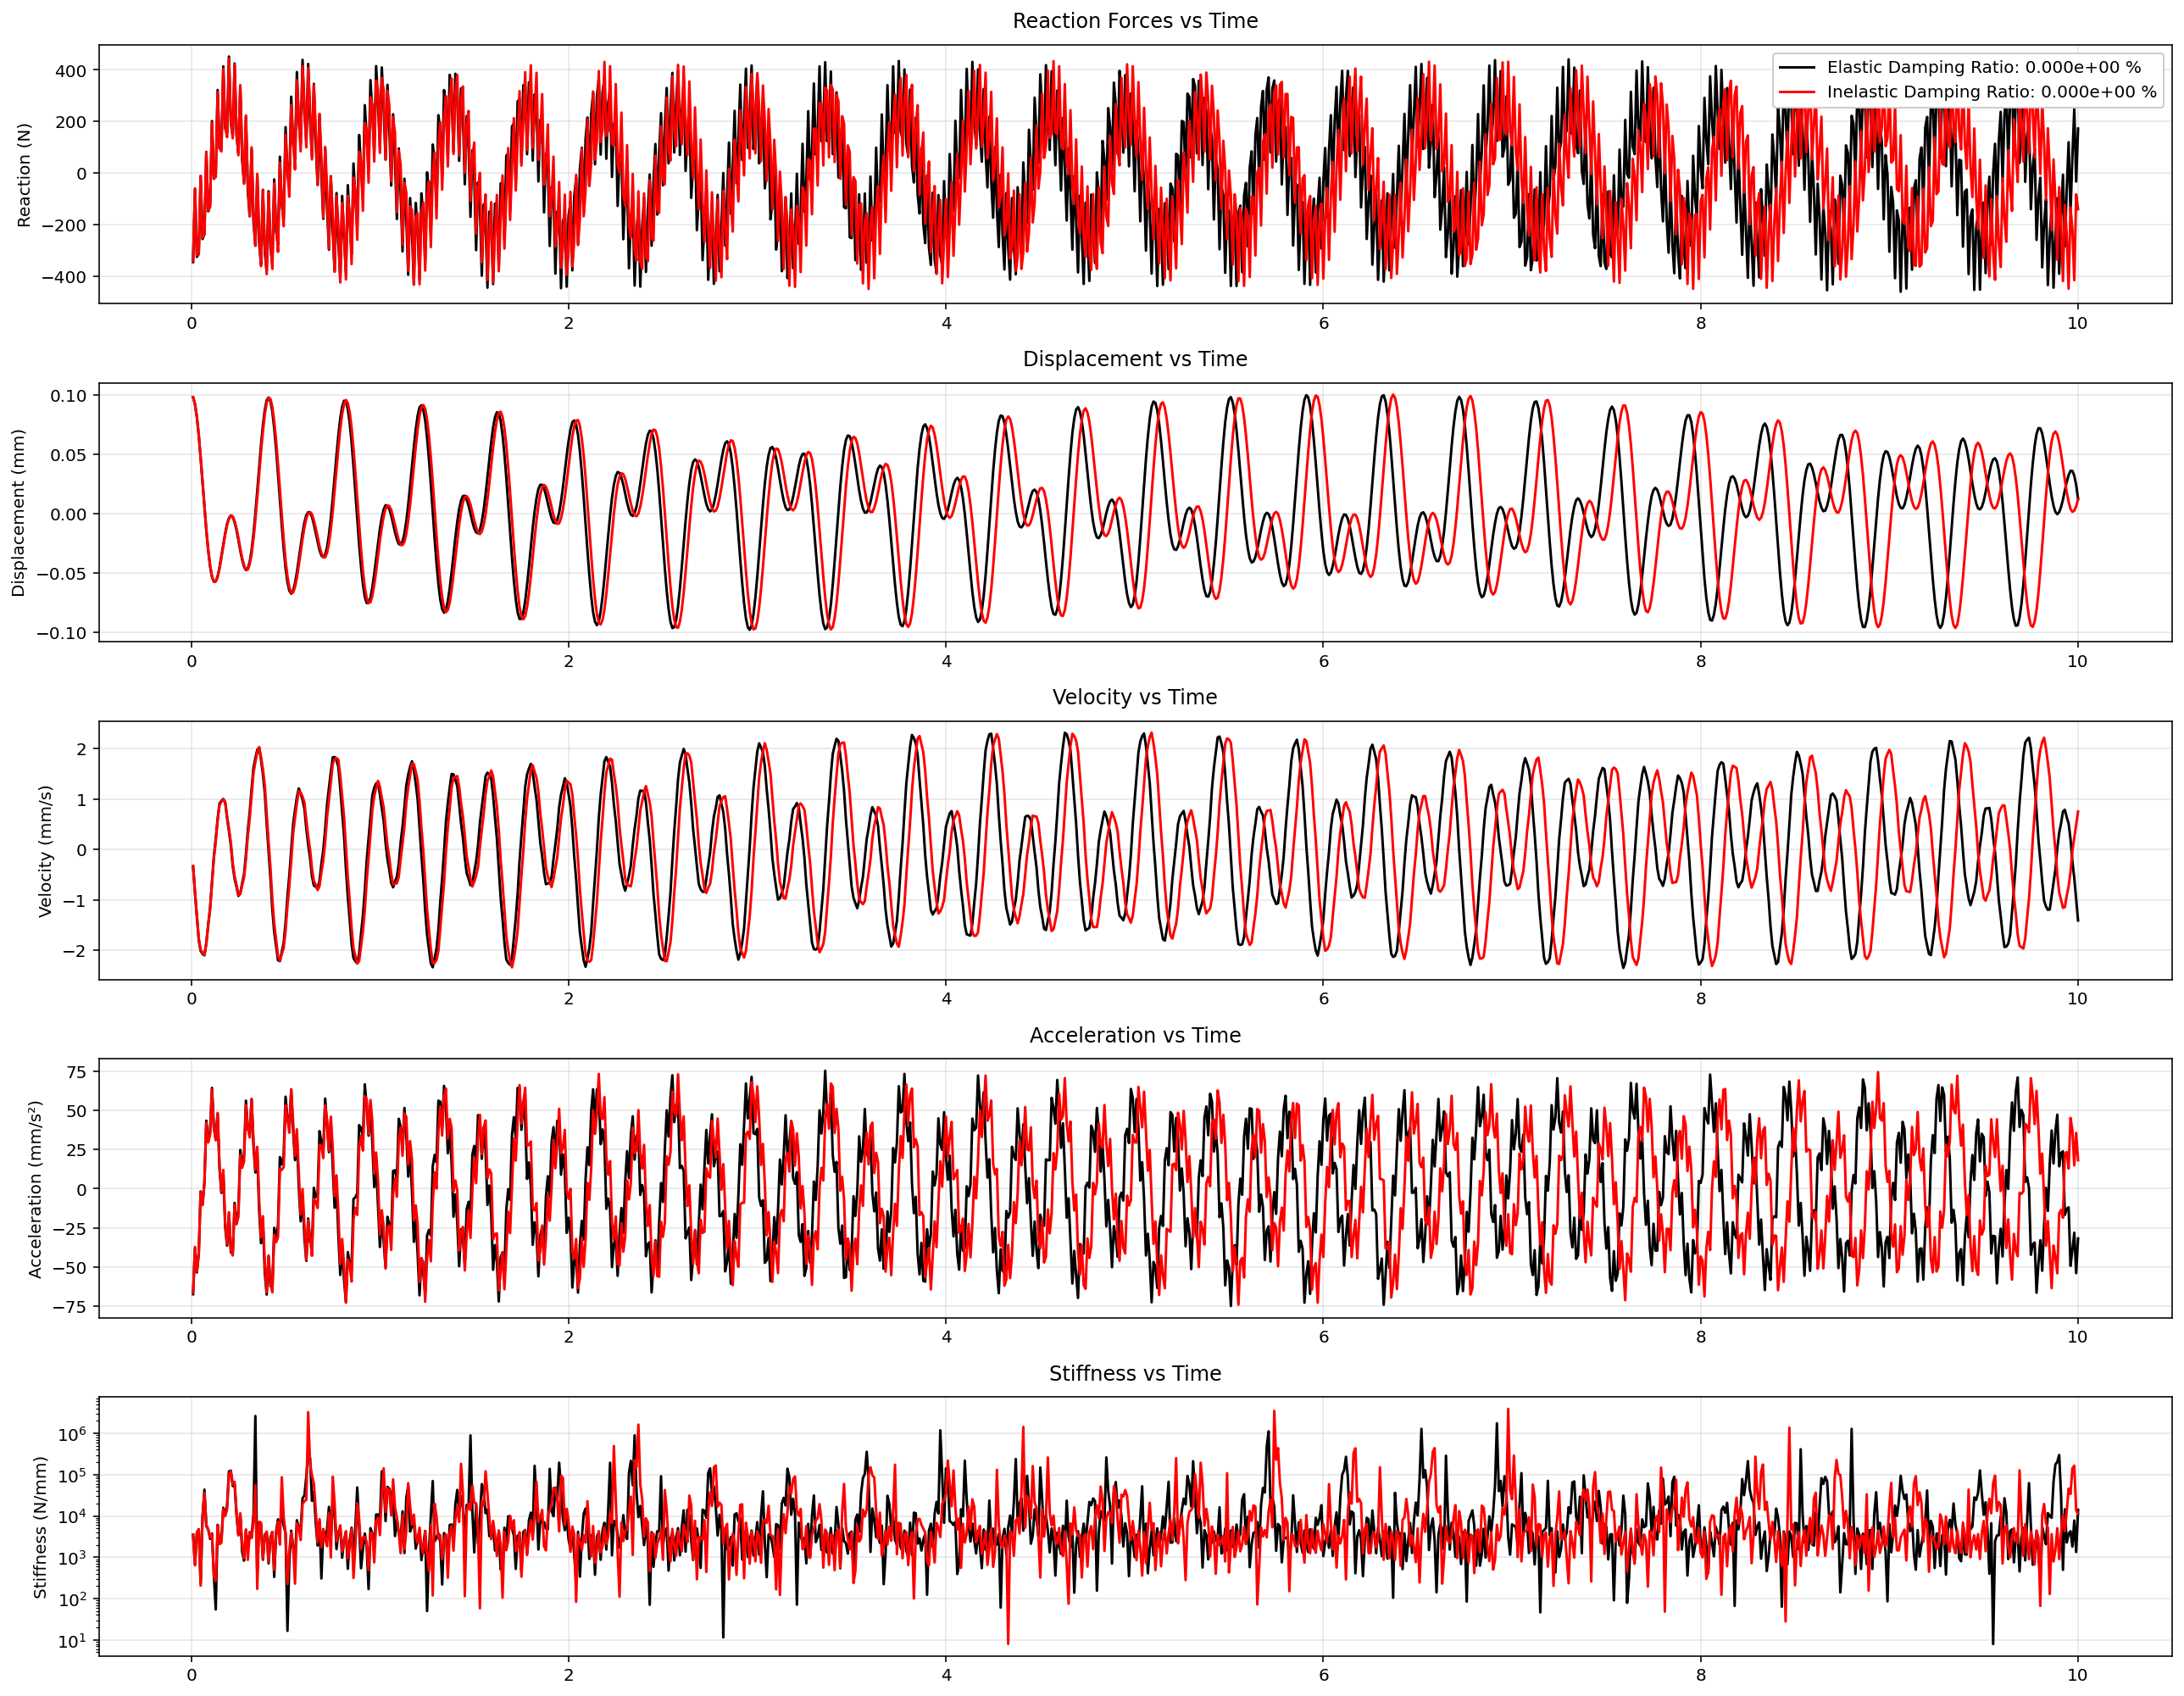 Reaction Forces vs Time
Reaction (N)
400
200
0
−200
−400
Elastic Damping Ratio: 0.000e+00 %
Inelastic Damping Ratio: 0.000e+00 %
0 2 4 6 8 10
Displacement vs Time
Displacement (mm)
0.10
0.05
0.00
−0.05
−0.10
0 2 4 6 8 10
Velocity vs Time
Velocity (mm/s)
2
1
0
−1
−2
0 2 4 6 8 10
Acceleration vs Time
Acceleration (mm/s²)
75
50
25
0
−25
−50
−75
0 2 4 6 8 10
Stiffness vs Time
Stiffness (N/mm)
10⁶
10⁵
10⁴
10³
10²
10¹
0 2 4 6 8 10